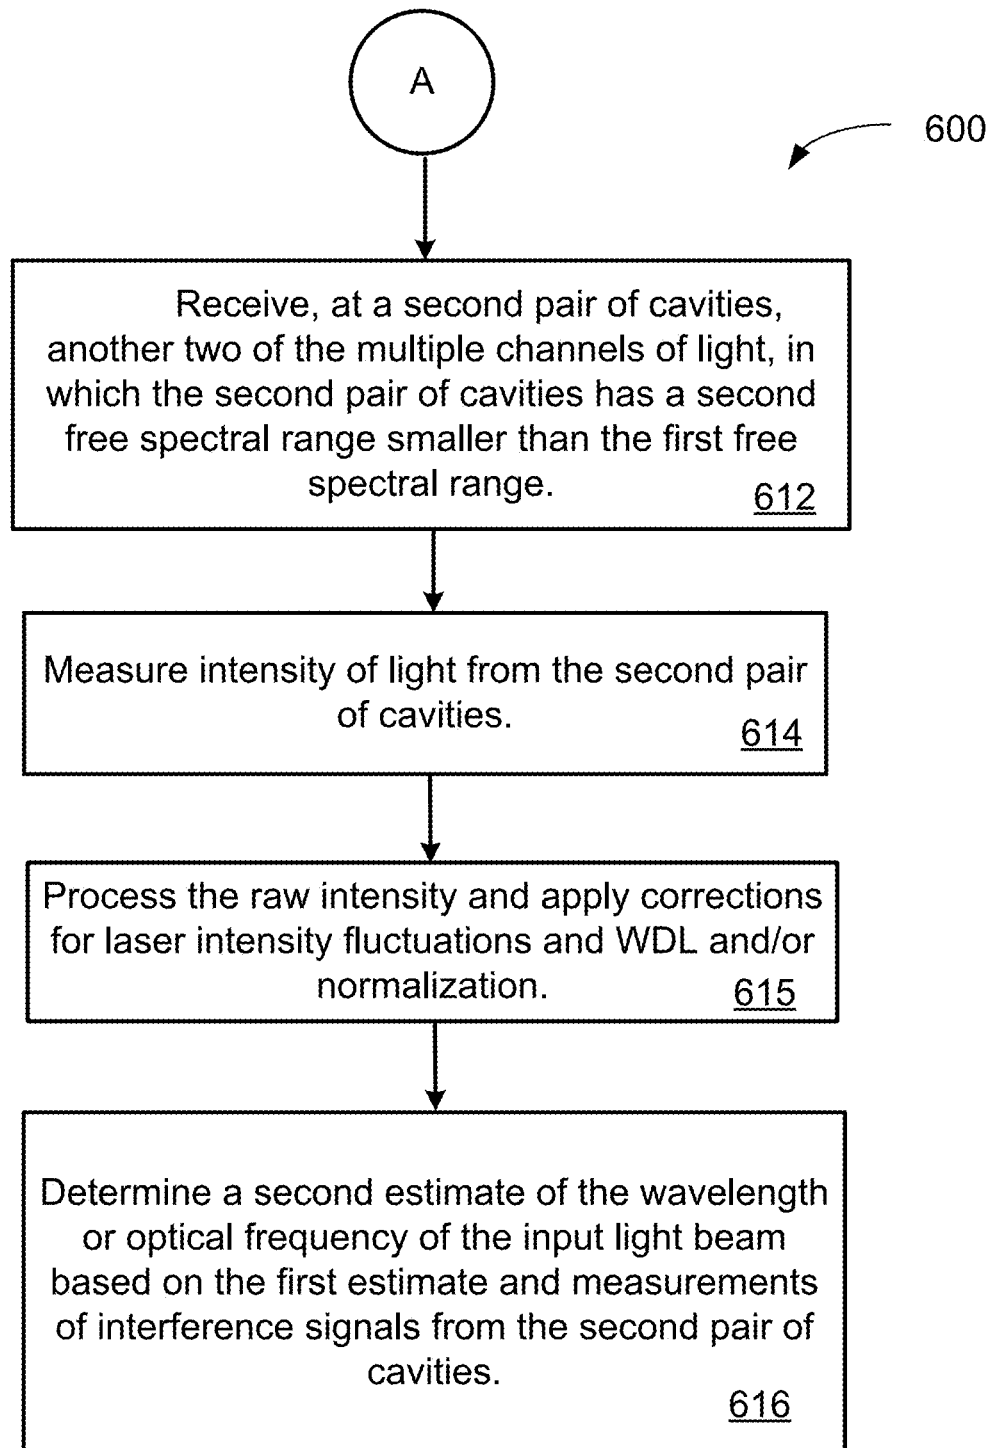 A
600
Receive, at a second pair of cavities,
another two of the multiple channels of light, in
which the second pair of cavities has a second
free spectral range smaller than the first free
spectral range.
612
Measure intensity of light from the second pair
of cavities.
614
Process the raw intensity and apply corrections
for laser intensity fluctuations and WDL and/or
normalization.
615
Determine a second estimate of the wavelength
or optical frequency of the input light beam
based on the first estimate and measurements
of interference signals from the second pair of
cavities.
616